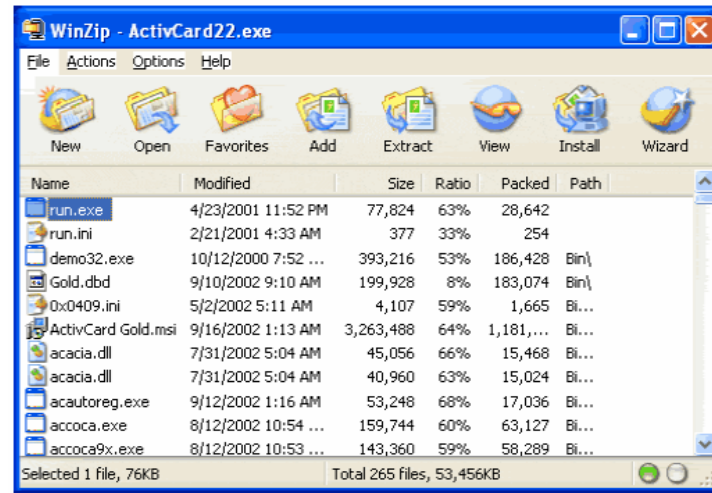 WinZip - ActivCard22.exe
File Actions Options Help
New Open Favorites Add Extract View Install Wizard
Name Modified Size Ratio Packed Path
run.exe 4/23/2001 11:52 PM 77,824 63% 28,642
run.ini 2/21/2001 4:33 AM 377 33% 254
demo32.exe 10/12/2000 7:52 ... 393,216 53% 186,428 Bin\
Gold.dbd 9/10/2002 9:10 AM 199,928 8% 183,074 Bin\
0x0409.ini 5/2/2002 5:11 AM 4,107 59% 1,665 Bi...
ActivCard Gold.msi 9/16/2002 1:13 AM 3,263,488 64% 1,181,... Bi...
acacia.dll 7/31/2002 5:04 AM 45,056 66% 15,468 Bi...
acacia.dll 7/31/2002 5:04 AM 40,960 63% 15,024 Bi...
acautoreg.exe 9/12/2002 1:16 AM 53,248 68% 17,036 Bi...
accoca.exe 8/12/2002 10:54 ... 159,744 60% 63,127 Bi...
accoca9x.exe 8/12/2002 10:53 ... 143,360 59% 58,289 Bi...
Selected 1 file, 76KB Total 265 files, 53,456KB